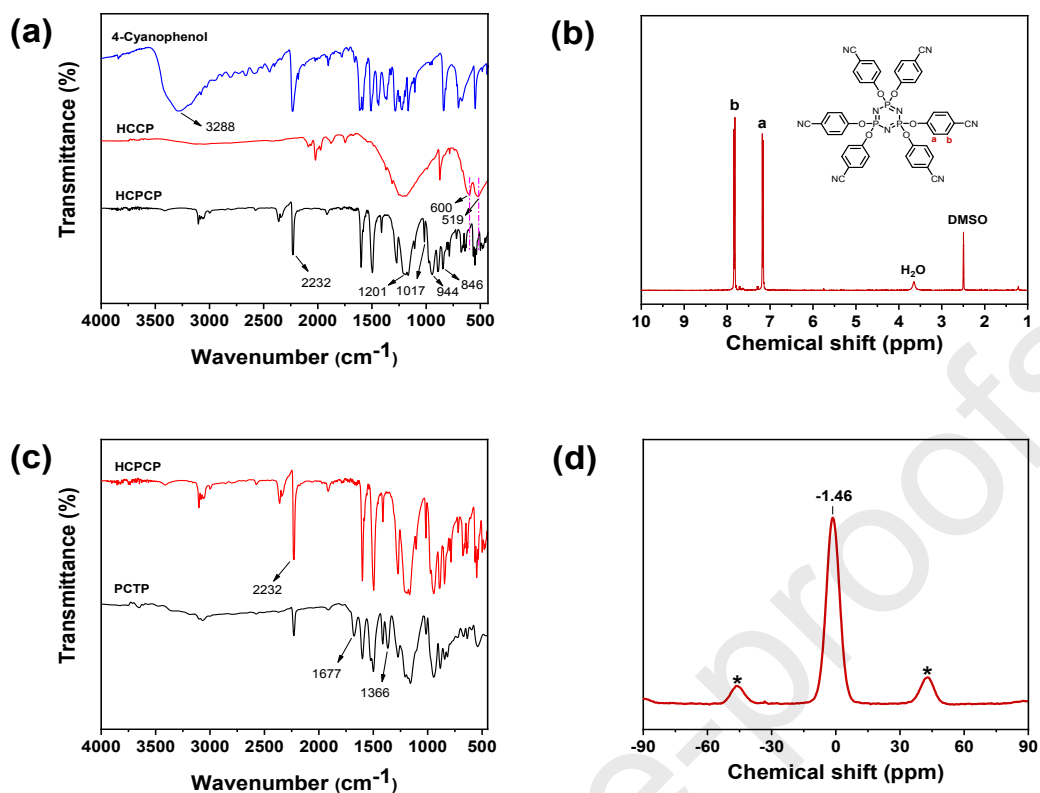 (a)
4-Cyanophenol
3288
HCCP
600
519
HCPCP
2232
1201
1017
944
846
Transmittance (%)
4000 3500 3000 2500 2000 1500 1000 500
Wavenumber (cm-1)
(b)
b
a
CN
CN
NC
CN
NC
CN
O
O
O
O
O
O
P
P
P
N
N
N
a
b
H2O
DMSO
10 9 8 7 6 5 4 3 2 1
Chemical shift (ppm)
(c)
HCPCP
2232
PCTP
1677
1366
Transmittance (%)
4000 3500 3000 2500 2000 1500 1000 500
Wavenumber (cm-1)
(d)
-1.46
*
*
-90 -60 -30 0 30 60 90
Chemical shift (ppm)
e-proofs